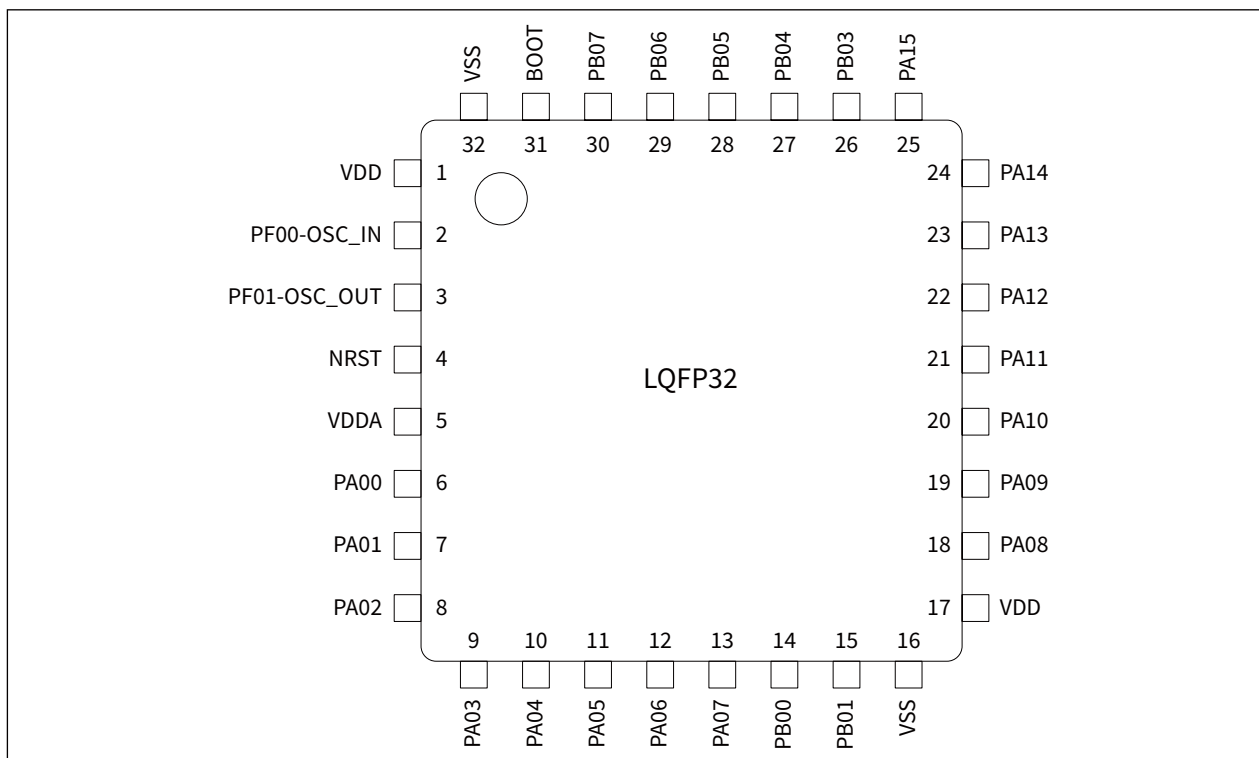 VSS
BOOT
PB07
PB06
PB05
PB04
PB03
PA15
32 31 30 29 28 27 26 25
VDD 1
24 PA14
PF00-OSC_IN 2
23 PA13
PF01-OSC_OUT 3
22 PA12
NRST 4
21 PA11
LQFP32
VDDA 5
20 PA10
PA00 6
19 PA09
PA01 7
18 PA08
PA02 8
17 VDD
9 10 11 12 13 14 15 16
PA03
PA04
PA05
PA06
PA07
PB00
PB01
VSS